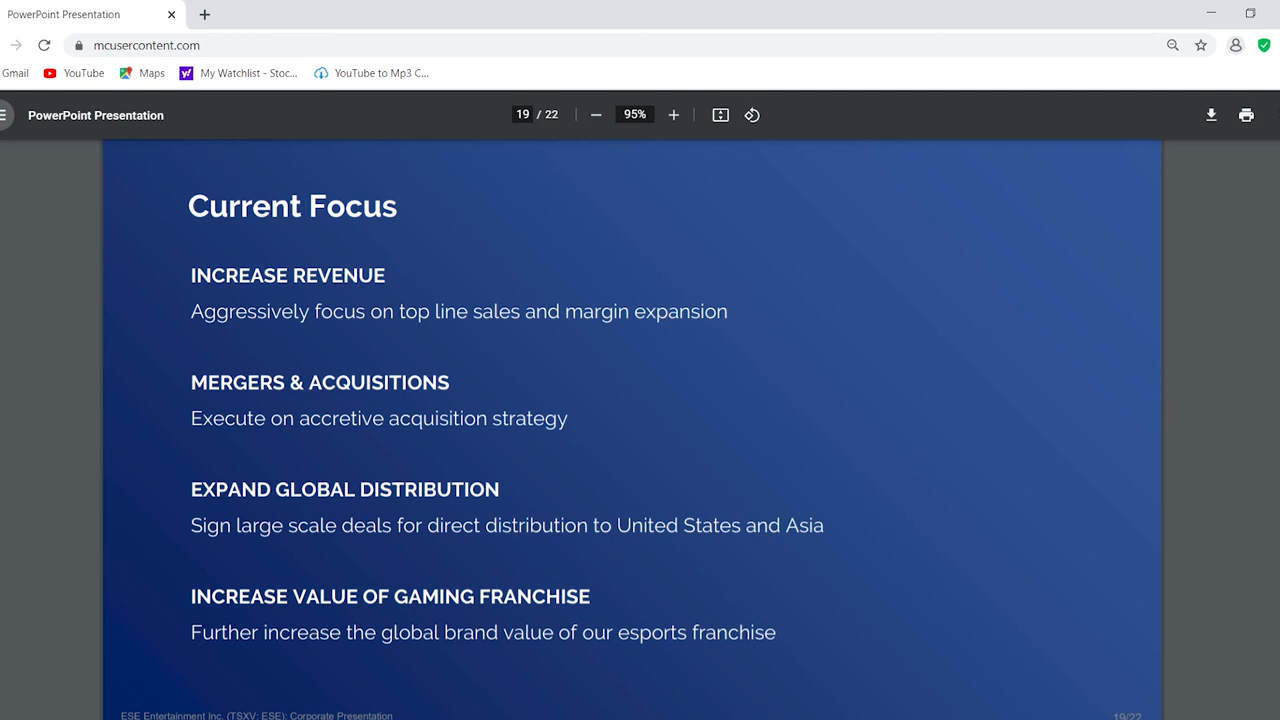 PowerPoint Presentation
mcusercontent.com
Gmail YouTube Maps My Watchlist - Stoc... YouTube to Mp3 C...
PowerPoint Presentation 19 / 22 95%
Current Focus
INCREASE REVENUE
Aggressively focus on top line sales and margin expansion
MERGERS & ACQUISITIONS
Execute on accretive acquisition strategy
EXPAND GLOBAL DISTRIBUTION
Sign large scale deals for direct distribution to United States and Asia
INCREASE VALUE OF GAMING FRANCHISE
Further increase the global brand value of our esports franchise
ESE Entertainment Inc. (TSXV: ESE): Corporate Presentation 19/22